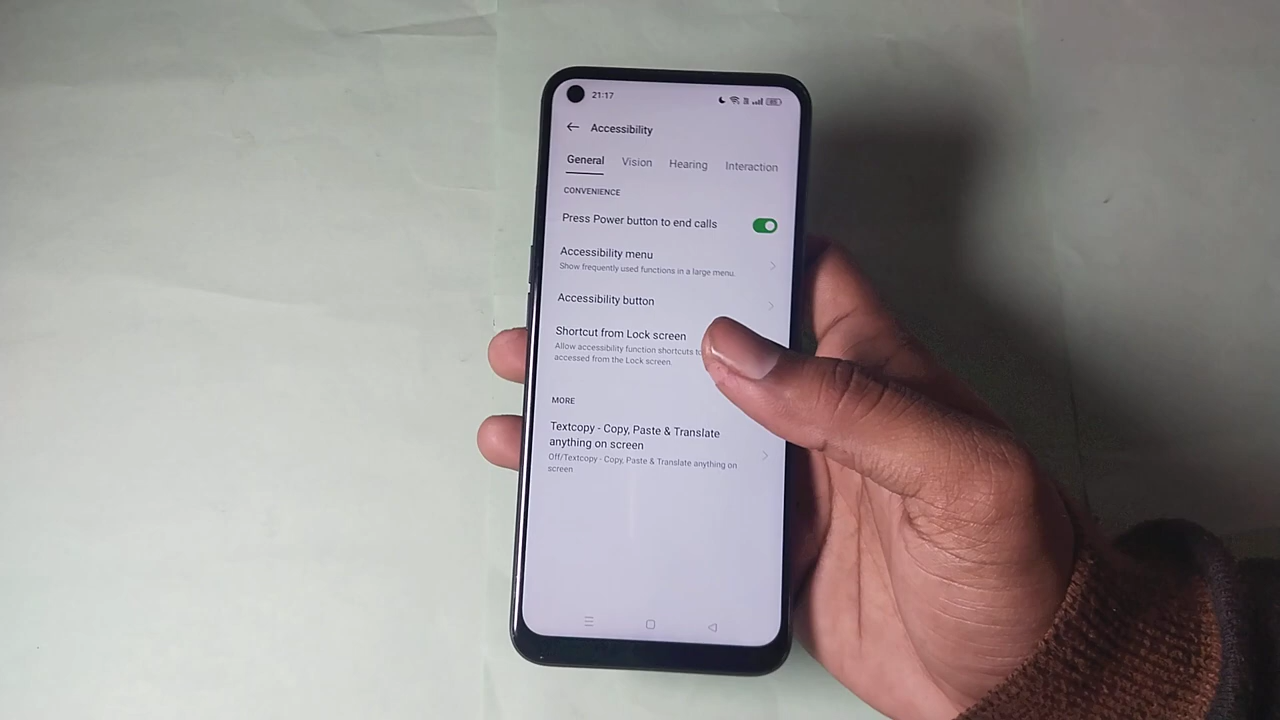 21:17
Accessibility
General Vision Hearing Interaction
CONVENIENCE
Press Power button to end calls
Accessibility menu
Show frequently used functions in a large menu.
Accessibility button
Shortcut from Lock screen
Allow accessibility function shortcuts to
accessed from the Lock screen.
MORE
Textcopy - Copy, Paste & Translate
anything on screen
Off/Textcopy - Copy, Paste & Translate anything on
screen